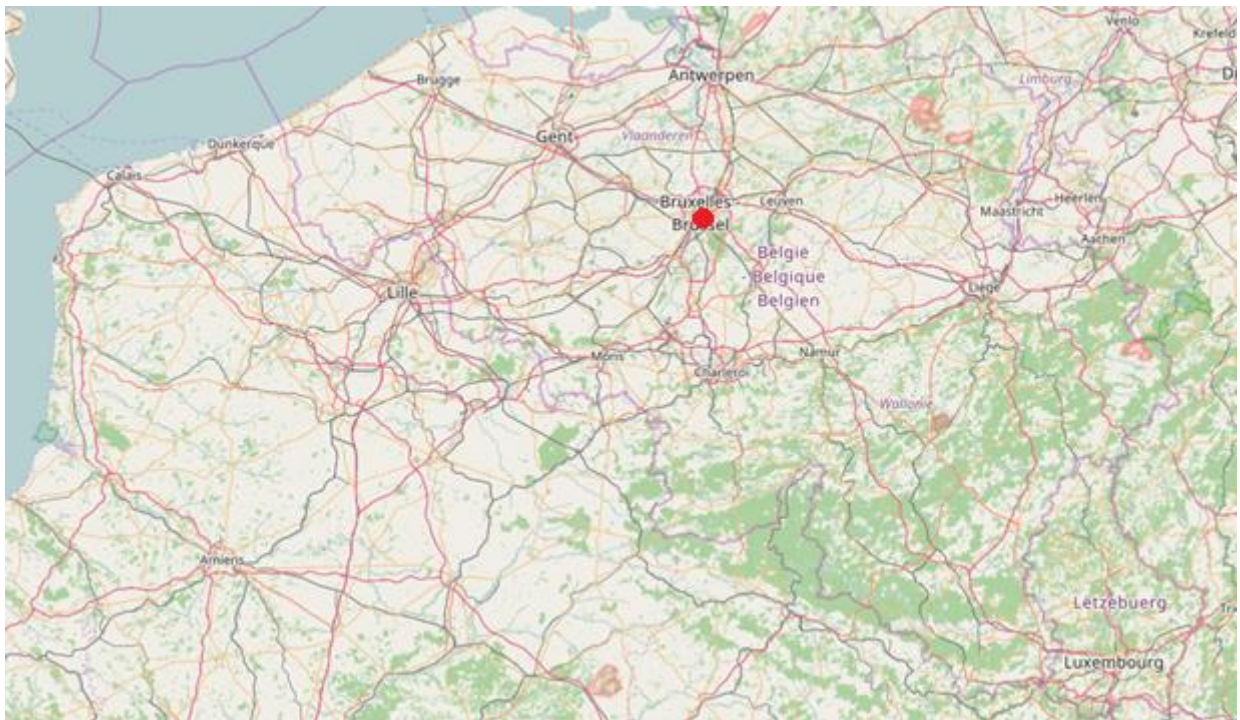 Venlo
Krefeld
Antwerpen
Brugge
Limburg
Gent
Vlaanderen
Dunkerque
Calais
Bruxelles -
Brussel
Leuven
Maastricht
Heerlen
Aachen
België
- Belgique
- Belgien
Liège
Lille
Mons
Namur
Charleroi
Wallonie
Amiens
Lëtzebuerg
Luxembourg